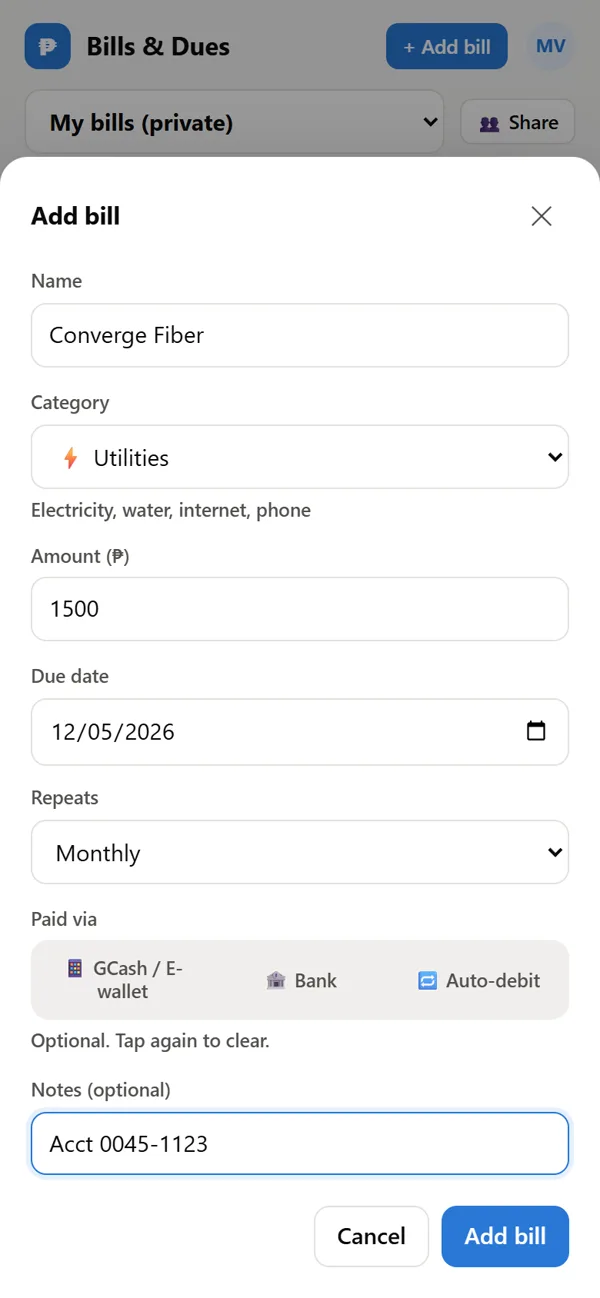 ₱ Bills & Dues + Add bill MV
My bills (private) Share
Add bill
Name
Converge Fiber
Category
Utilities
Electricity, water, internet, phone
Amount (₱)
1500
Due date
12/05/2026
Repeats
Monthly
Paid via
GCash / E-
wallet
Bank
Auto-debit
Optional. Tap again to clear.
Notes (optional)
Acct 0045-1123
Cancel Add bill